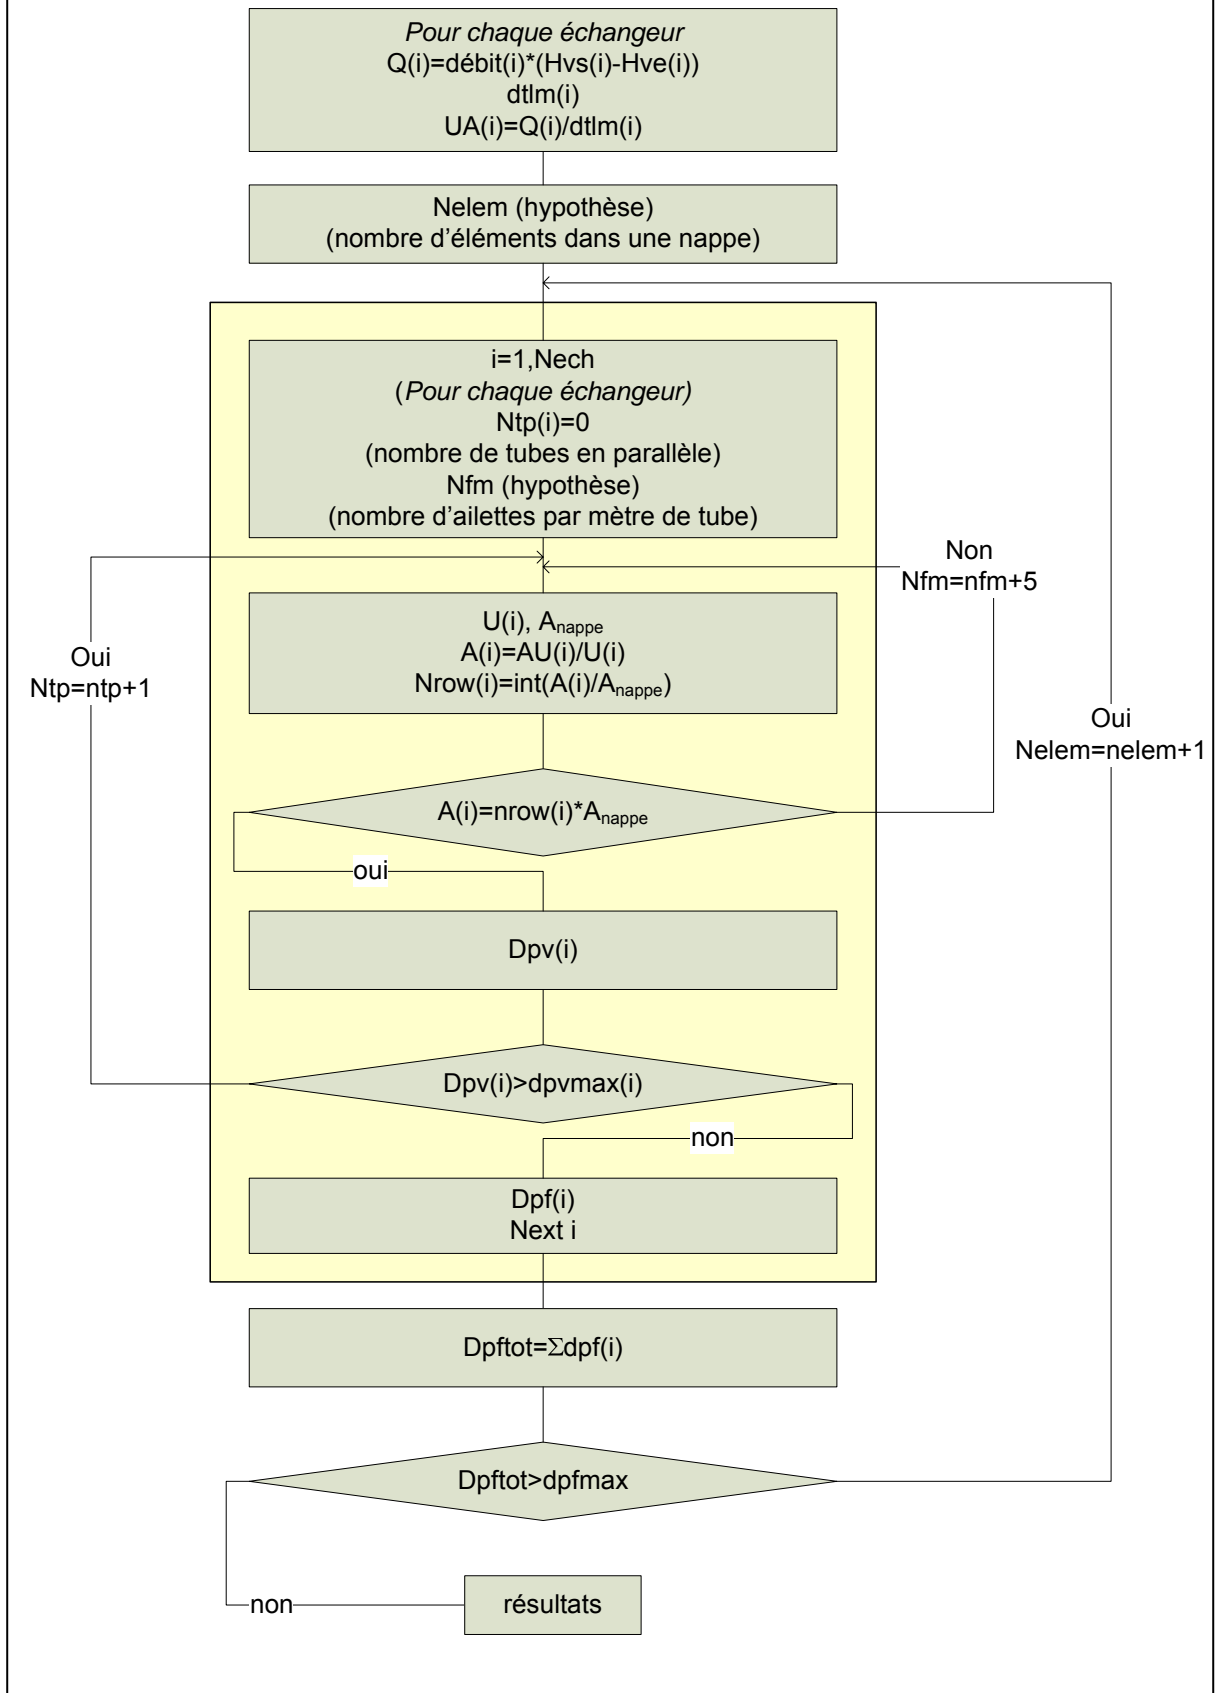 Pour chaque échangeur
Q(i)=débit(i)*(Hvs(i)-Hve(i))
dtlm(i)
UA(i)=Q(i)/dtlm(i)
Nelem (hypothèse)
(nombre d'éléments dans une nappe)
i=1,Nech
(Pour chaque échangeur)
Ntp(i)=0
(nombre de tubes en parallèle)
Nfm (hypothèse)
(nombre d'ailettes par mètre de tube)
Non
Nfm=nfm+5
U(i), Anappe
A(i)=AU(i)/U(i)
Nrow(i)=int(A(i)/Anappe)
Oui
Ntp=ntp+1
Oui
Nelem=nelem+1
A(i)=nrow(i)*Anappe
oui
Dpv(i)
Dpv(i)>dpvmax(i)
non
Dpf(i)
Next i
Dpftot=Σdpf(i)
Dpftot>dpfmax
non
résultats